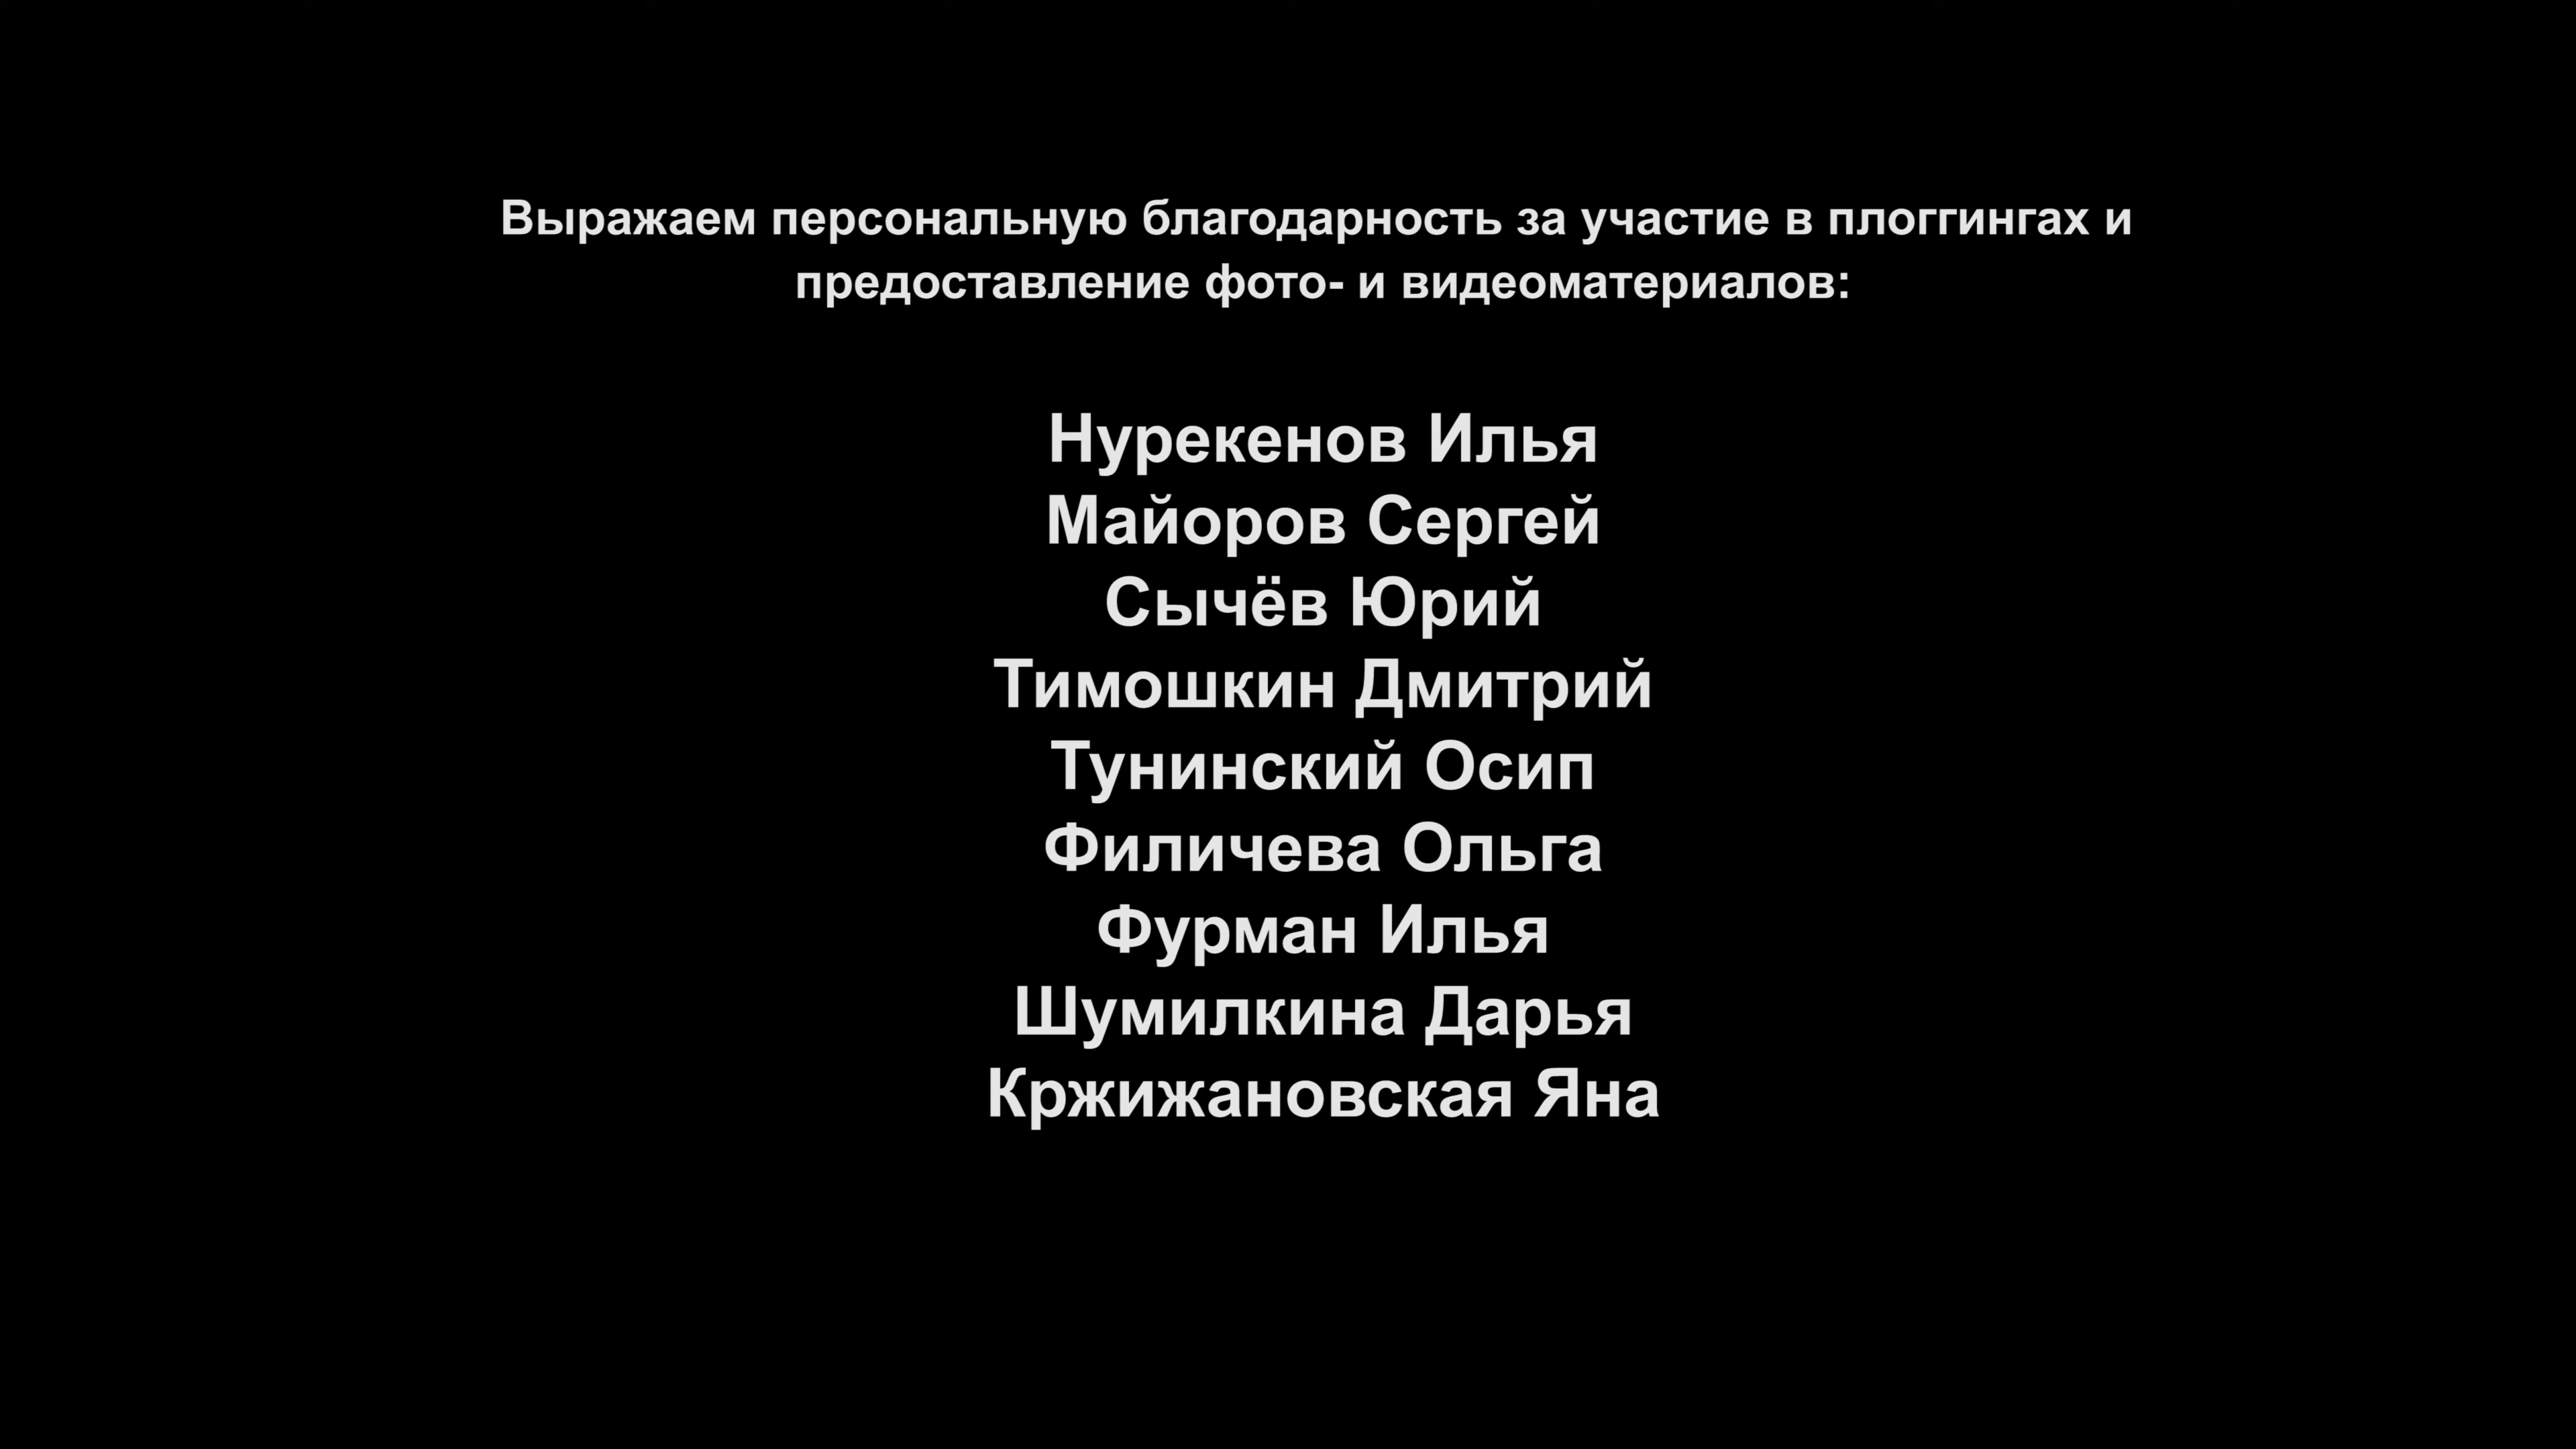 Выражаем персональную благодарность за участие в плоггингах и
предоставление фото- и видеоматериалов:
Нурекенов Илья
Майоров Сергей
Сычёв Юрий
Тимошкин Дмитрий
Тунинский Осип
Филичева Ольга
Фурман Илья
Шумилкина Дарья
Кржижановская Яна